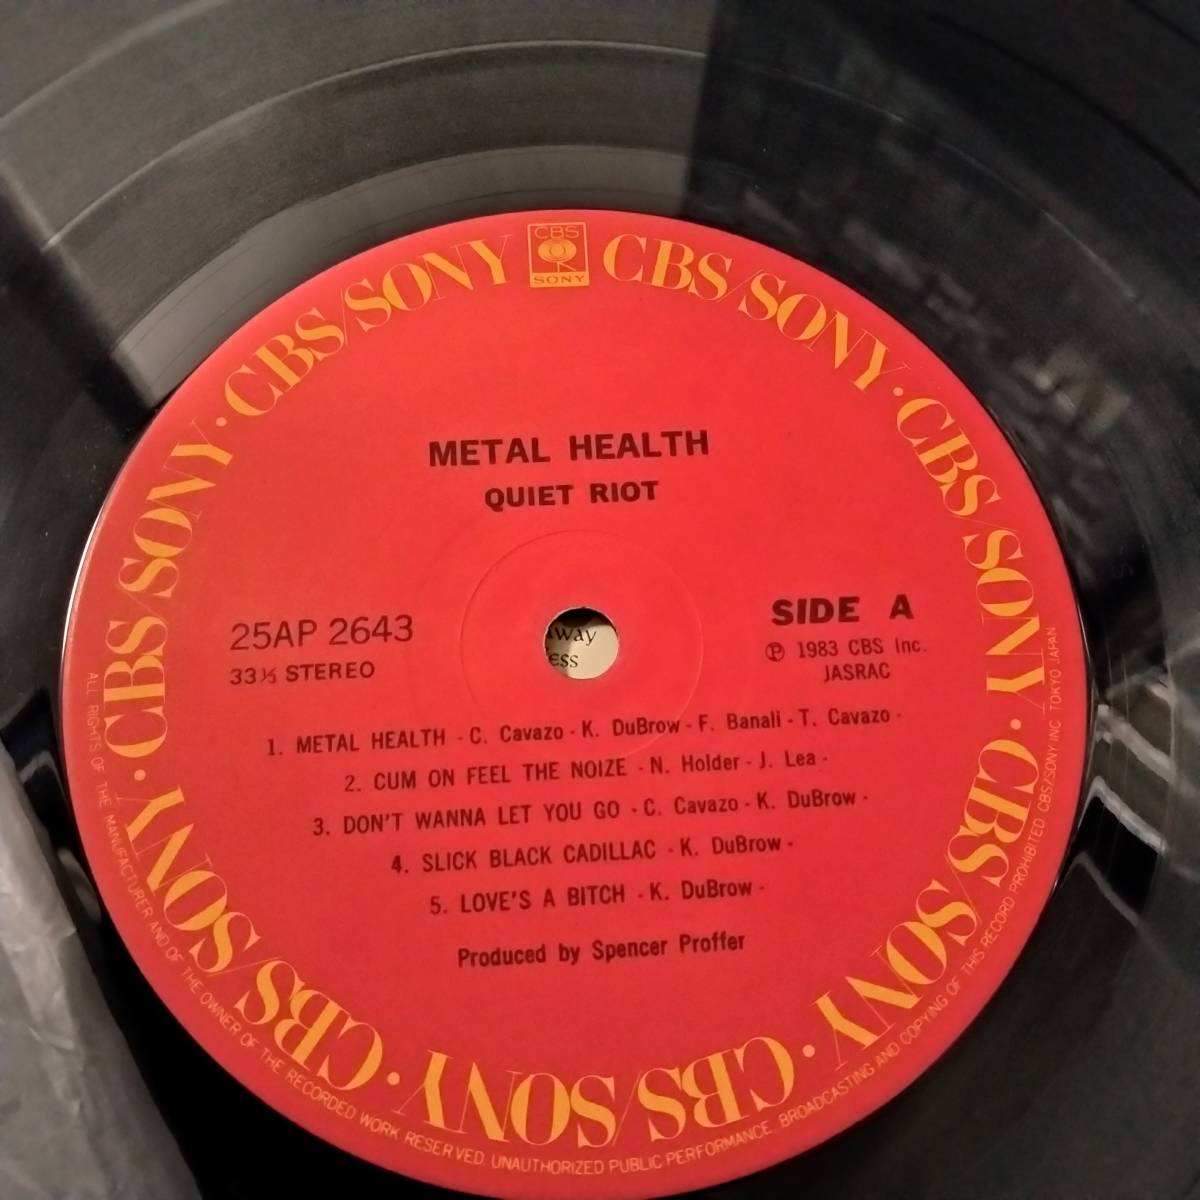 CBS
SONY
CBS/SONY · CBS/SONY · CBS/SONY · CBS/SONY · CBS/SONY · CBS/SONY · CBS/SONY · CBS/SONY
METAL HEALTH
QUIET RIOT
25AP 2643
33⅓ STEREO
SIDE A
Ⓟ 1983 CBS Inc.
JASRAC
1. METAL HEALTH - C. Cavazo - K. DuBrow - F. Banali - T. Cavazo -
2. CUM ON FEEL THE NOIZE - N. Holder - J. Lea -
3. DON'T WANNA LET YOU GO - C. Cavazo - K. DuBrow -
4. SLICK BLACK CADILLAC - K. DuBrow -
5. LOVE'S A BITCH - K. DuBrow -
Produced by Spencer Proffer
ALL RIGHTS OF THE MANUFACTURER AND OF THE OWNER OF THE RECORDED WORK RESERVED. UNAUTHORIZED PUBLIC PERFORMANCE, BROADCASTING AND COPYING OF THIS RECORD PROHIBITED. CBS/SONY INC. TOKYO JAPAN